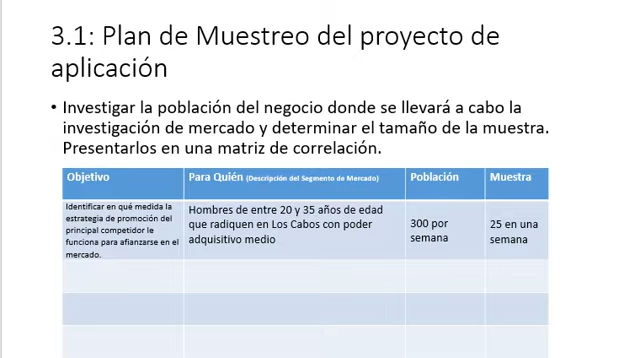 3.1: Plan de Muestreo del proyecto de
aplicación
• Investigar la población del negocio donde se llevará a cabo la
investigación de mercado y determinar el tamaño de la muestra.
Presentarlos en una matriz de correlación.
Objetivo Para Quién (Descripción del Segmento de Mercado) Población Muestra
Identificar en qué medida la
estrategia de promoción del
principal competidor le
funciona para afianzarse en el
mercado.
Hombres de entre 20 y 35 años de edad
que radiquen en Los Cabos con poder
adquisitivo medio
300 por
semana
25 en una
semana